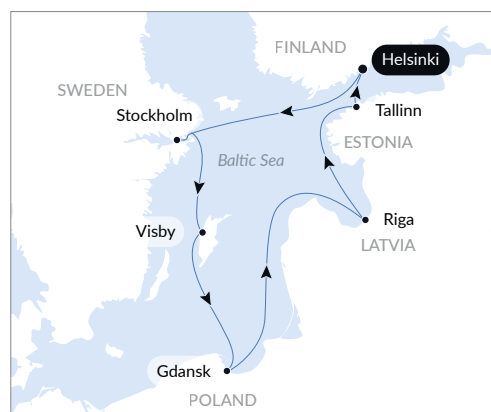 FINLAND
Helsinki
SWEDEN
Stockholm
Tallinn
ESTONIA
Baltic Sea
Riga
Visby
LATVIA
Gdansk
POLAND